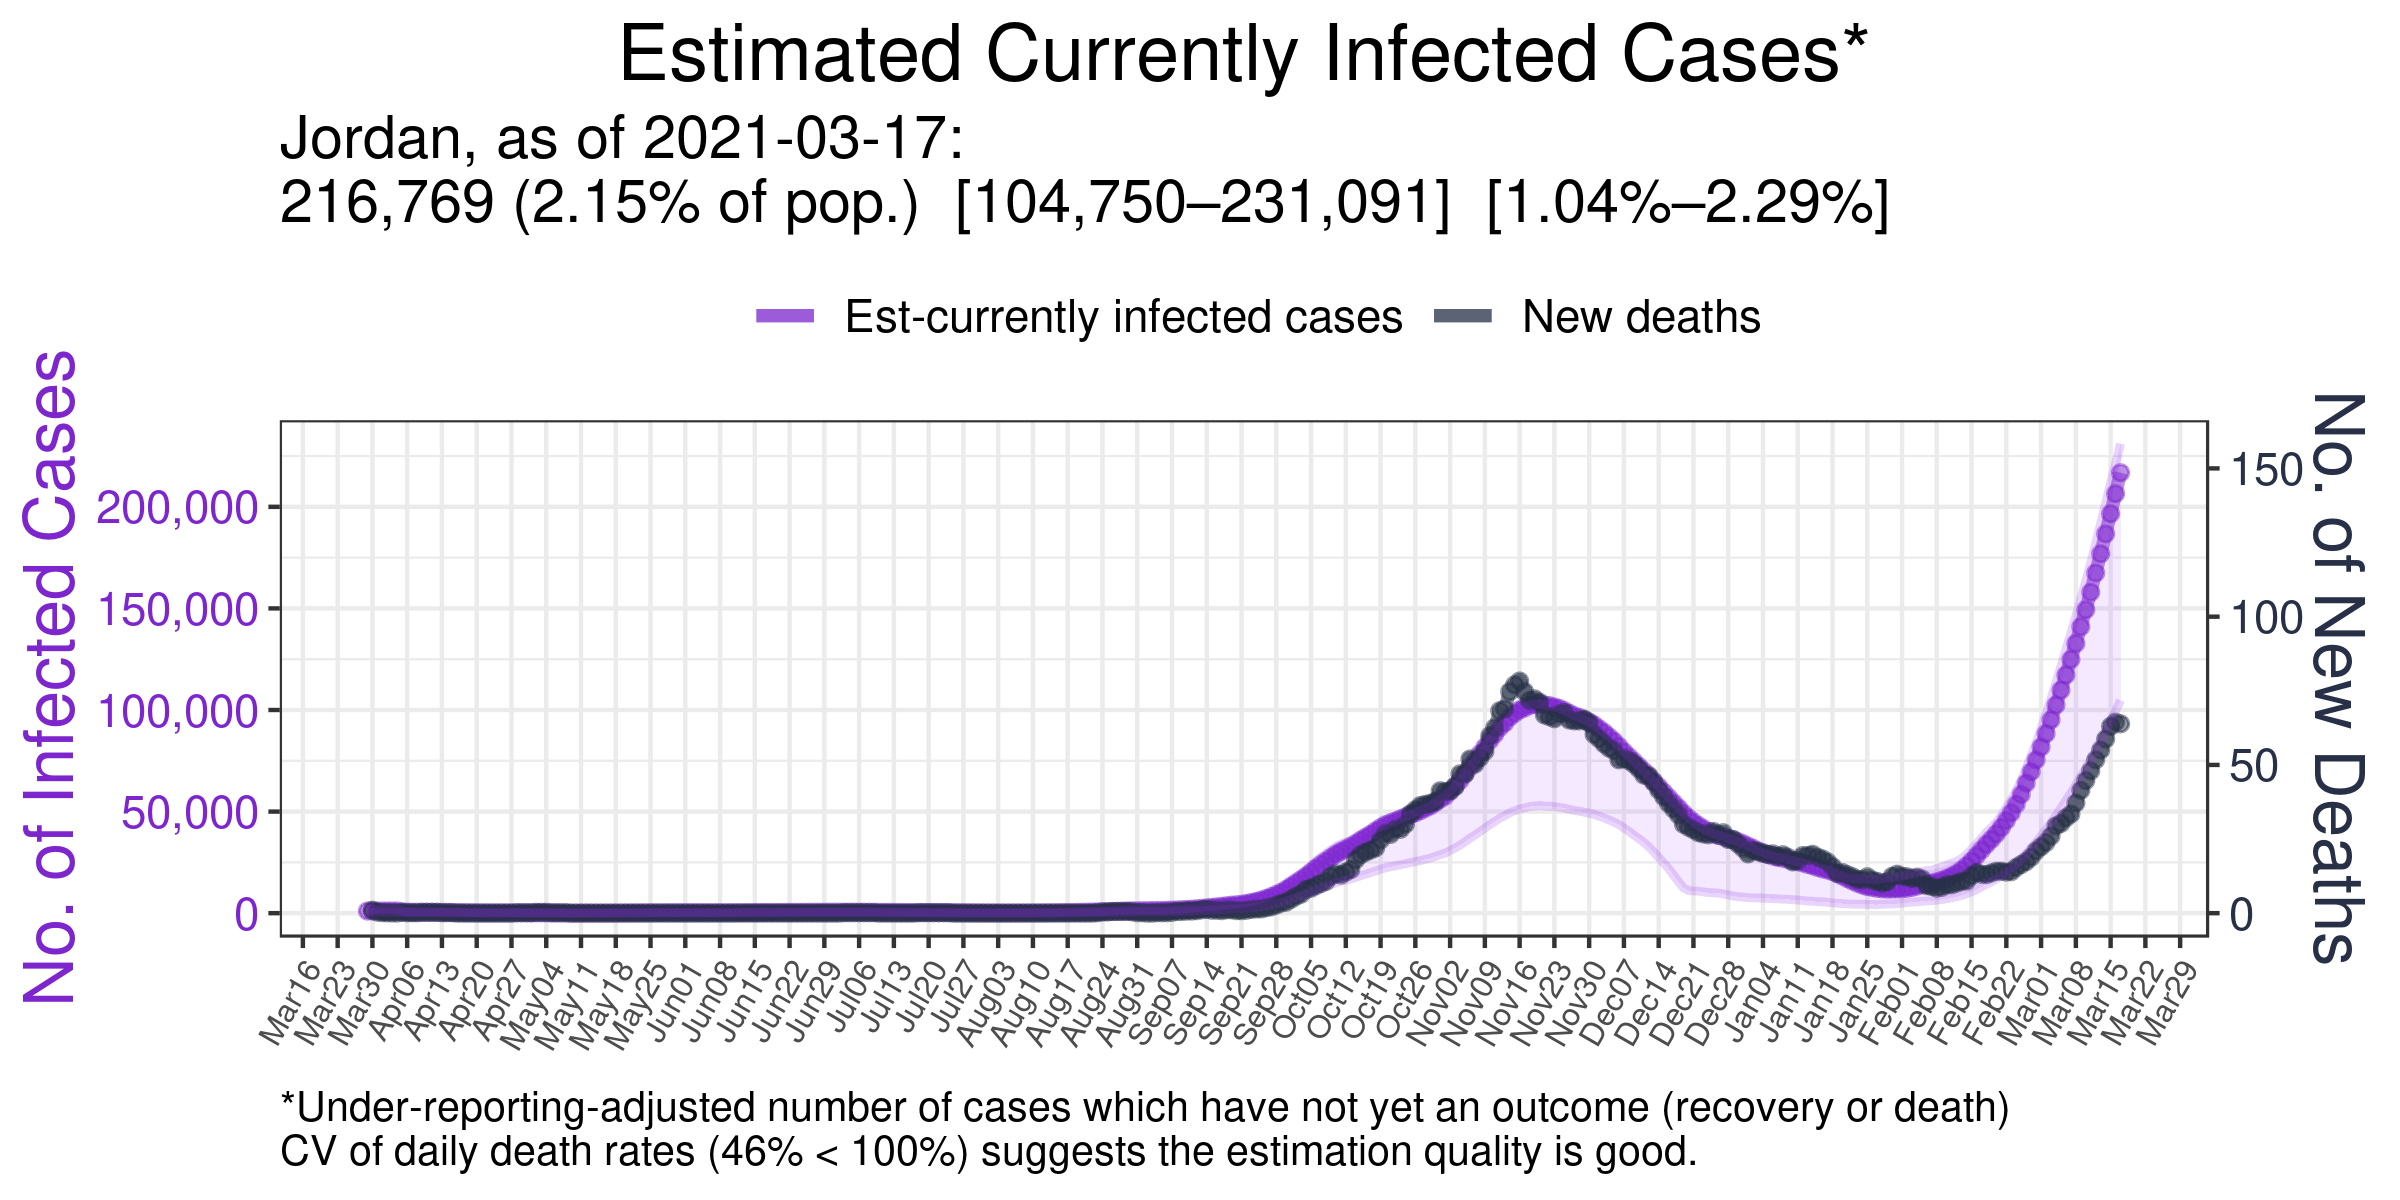 Estimated Currently Infected Cases*
Jordan, as of 2021-03-17:
216,769 (2.15% of pop.)  [104,750–231,091]  [1.04%–2.29%]
Est-currently infected cases
New deaths
No. of Infected Cases
200,000
150,000
100,000
50,000
0
No. of New Deaths
150
100
50
0
Mar16
Mar23
Mar30
Apr06
Apr13
Apr20
Apr27
May04
May11
May18
May25
Jun01
Jun08
Jun15
Jun22
Jun29
Jul06
Jul13
Jul20
Jul27
Aug03
Aug10
Aug17
Aug24
Aug31
Sep07
Sep14
Sep21
Sep28
Oct05
Oct12
Oct19
Oct26
Nov02
Nov09
Nov16
Nov23
Nov30
Dec07
Dec14
Dec21
Dec28
Jan04
Jan11
Jan18
Jan25
Feb01
Feb08
Feb15
Feb22
Mar01
Mar08
Mar15
Mar22
Mar29
*Under-reporting-adjusted number of cases which have not yet an outcome (recovery or death)
CV of daily death rates (46% < 100%) suggests the estimation quality is good.